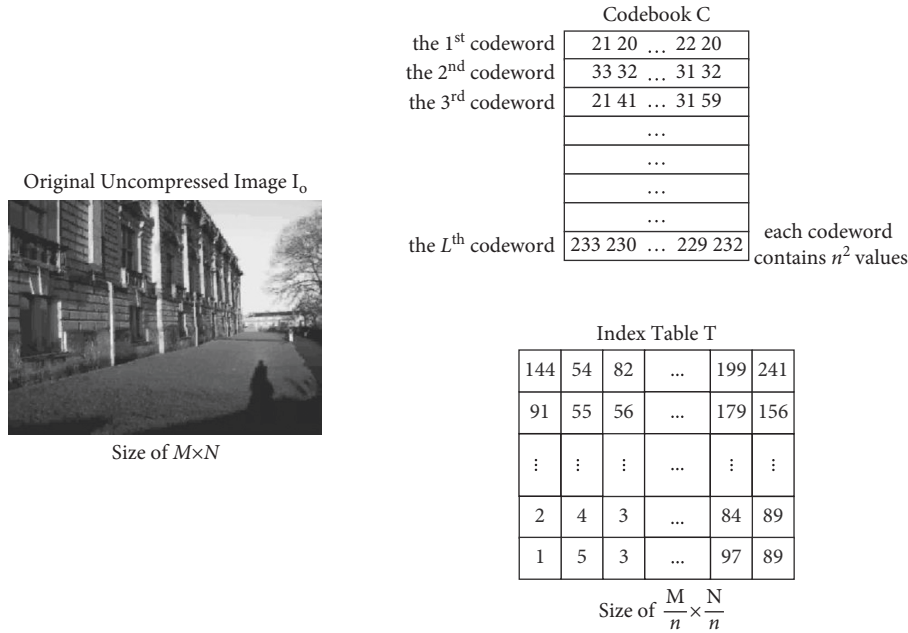 Codebook C
the 1st codeword 21 20 … 22 20
the 2nd codeword 33 32 … 31 32
the 3rd codeword 21 41 … 31 59
…
…
…
…
the Lth codeword 233 230 … 229 232
each codeword
contains n² values
Original Uncompressed Image Io
Size of M×N
Index Table T
144 54 82 ... 199 241
91 55 56 ... 179 156
⋮ ⋮ ⋮ ... ⋮ ⋮
2 4 3 ... 84 89
1 5 3 ... 97 89
Size of M/n × N/n